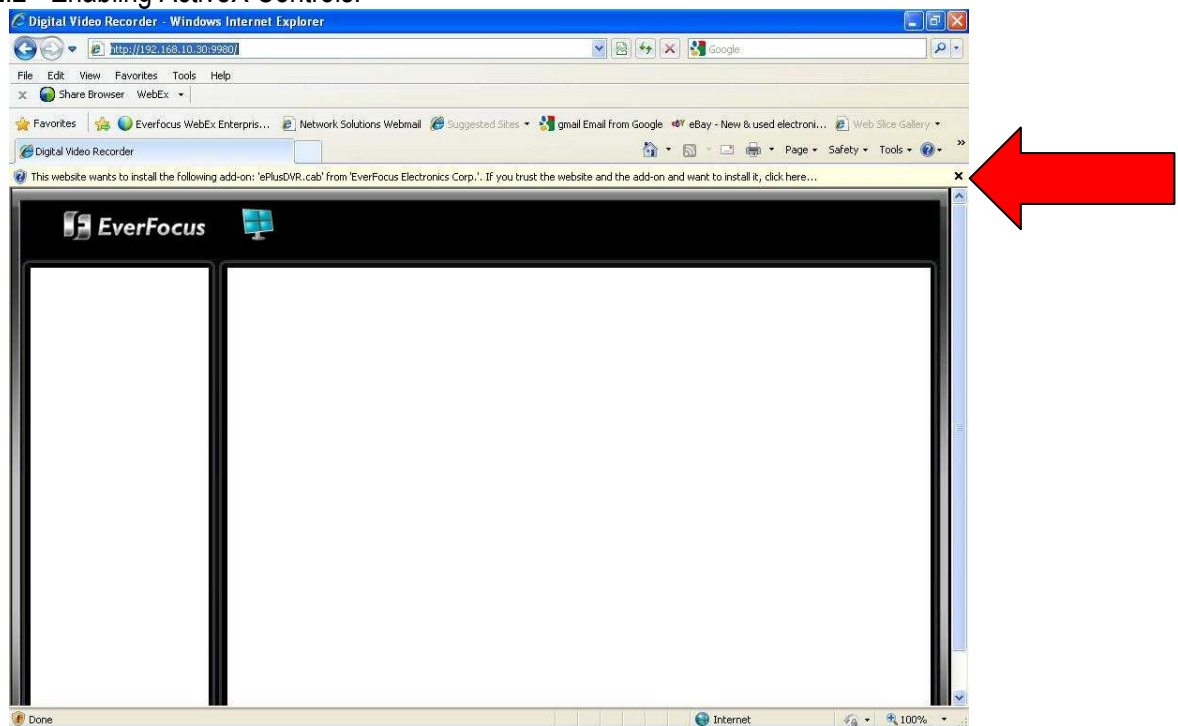 Enabling ActiveX Controls:
Digital Video Recorder - Windows Internet Explorer
http://192.168.10.30:9980/
Google
File Edit View Favorites Tools Help
x Share Browser WebEx
Favorites Everfocus WebEx Enterpris... Network Solutions Webmail Suggested Sites gmail Email from Google eBay - New & used electroni... Web Slice Gallery
Digital Video Recorder
Page Safety Tools »
This website wants to install the following add-on: 'ePlusDVR.cab' from 'EverFocus Electronics Corp.'. If you trust the website and the add-on and want to install it, click here...
EverFocus
Done Internet 100%